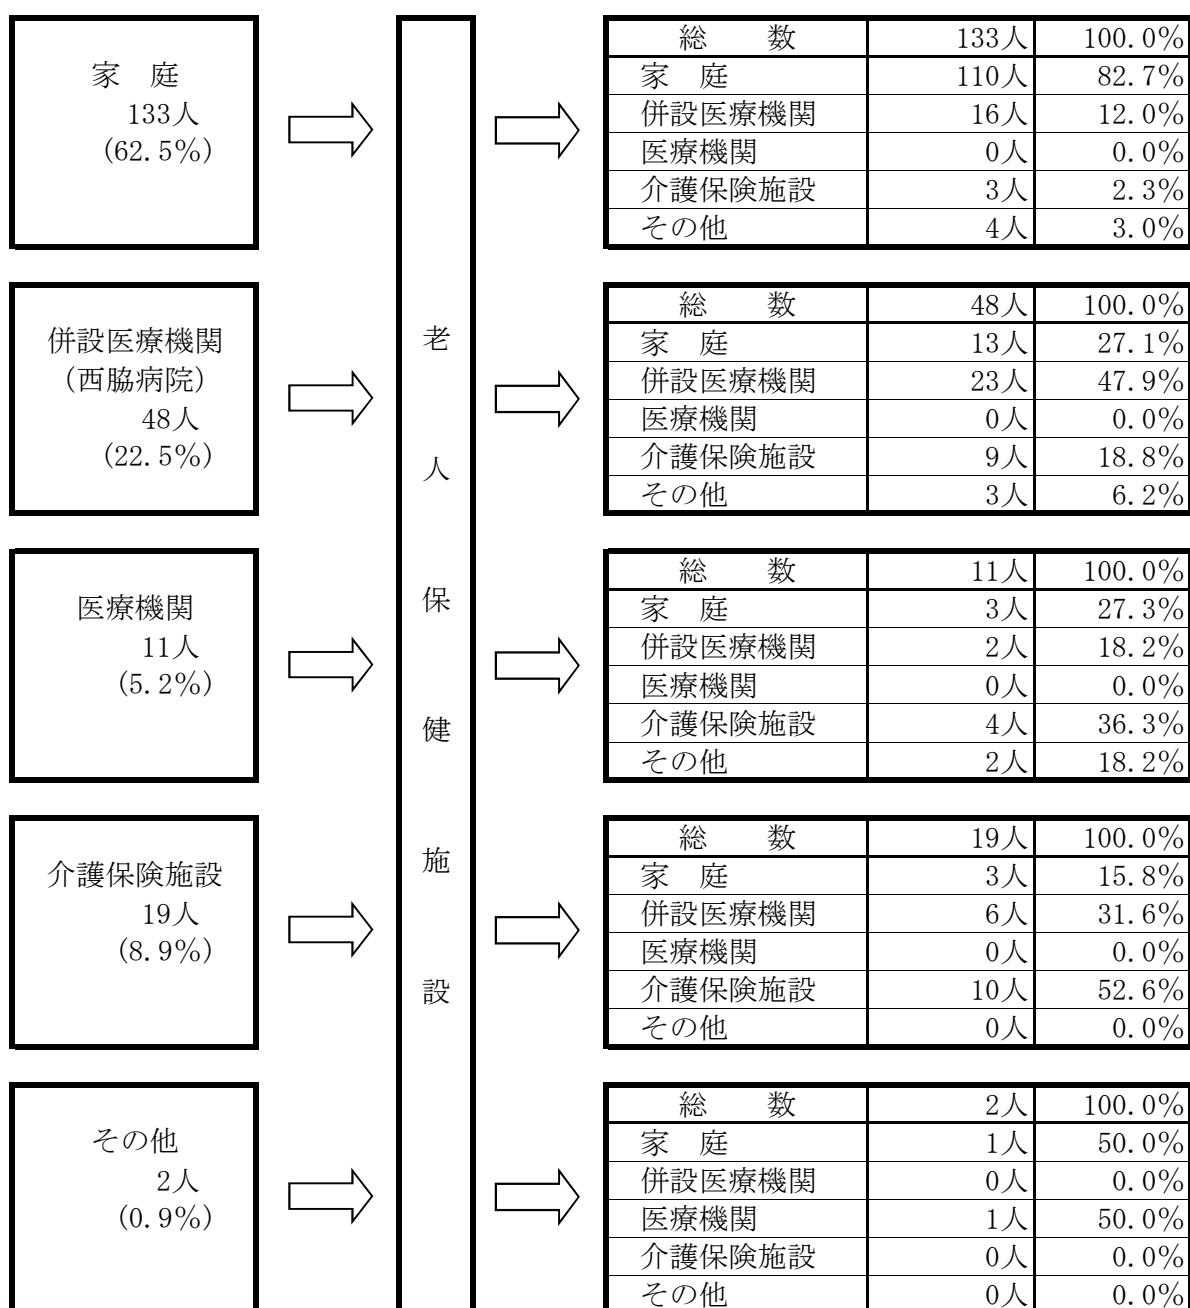 家　庭
133人
(62.5%)
総　　数 133人 100.0%
家　庭 110人 82.7%
併設医療機関 16人 12.0%
医療機関 0人 0.0%
介護保険施設 3人 2.3%
その他 4人 3.0%
併設医療機関
（西脇病院）
48人
(22.5%)
総　　数 48人 100.0%
家　庭 13人 27.1%
併設医療機関 23人 47.9%
医療機関 0人 0.0%
介護保険施設 9人 18.8%
その他 3人 6.2%
老人保健施設
医療機関
11人
(5.2%)
総　　数 11人 100.0%
家　庭 3人 27.3%
併設医療機関 2人 18.2%
医療機関 0人 0.0%
介護保険施設 4人 36.3%
その他 2人 18.2%
介護保険施設
19人
(8.9%)
総　　数 19人 100.0%
家　庭 3人 15.8%
併設医療機関 6人 31.6%
医療機関 0人 0.0%
介護保険施設 10人 52.6%
その他 0人 0.0%
その他
2人
(0.9%)
総　　数 2人 100.0%
家　庭 1人 50.0%
併設医療機関 0人 0.0%
医療機関 1人 50.0%
介護保険施設 0人 0.0%
その他 0人 0.0%